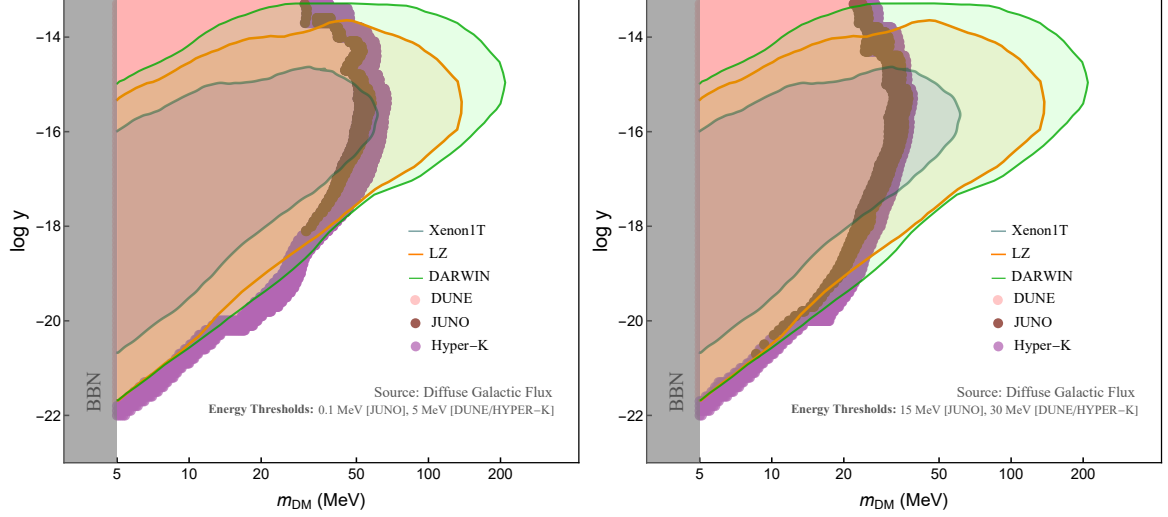 −14
−16
−18
−20
−22
log y
BBN
Xenon1T
LZ
DARWIN
DUNE
JUNO
Hyper−K
Source: Diffuse Galactic Flux
Energy Thresholds: 0.1 MeV [JUNO], 5 MeV [DUNE/HYPER−K]
5 10 20 50 100 200
mDM (MeV)
−14
−16
−18
−20
−22
log y
BBN
Xenon1T
LZ
DARWIN
DUNE
JUNO
Hyper−K
Source: Diffuse Galactic Flux
Energy Thresholds: 15 MeV [JUNO], 30 MeV [DUNE/HYPER−K]
5 10 20 50 100 200
mDM (MeV)